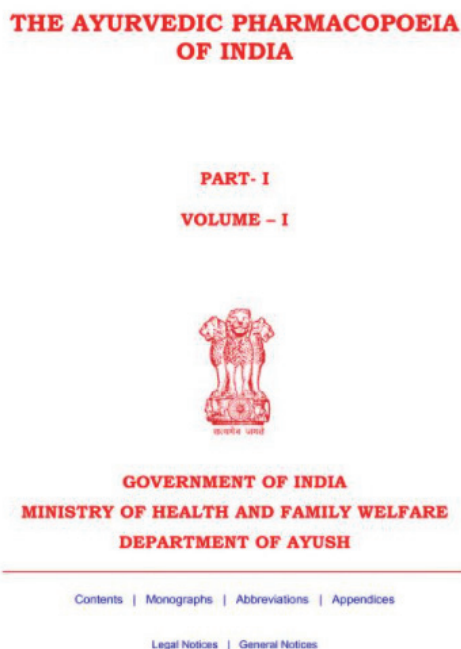 THE AYURVEDIC PHARMACOPOEIA
OF INDIA
PART- I
VOLUME – I
सत्यमेव जयते
GOVERNMENT OF INDIA
MINISTRY OF HEALTH AND FAMILY WELFARE
DEPARTMENT OF AYUSH
Contents | Monographs | Abbreviations | Appendices
Legal Notices | General Notices